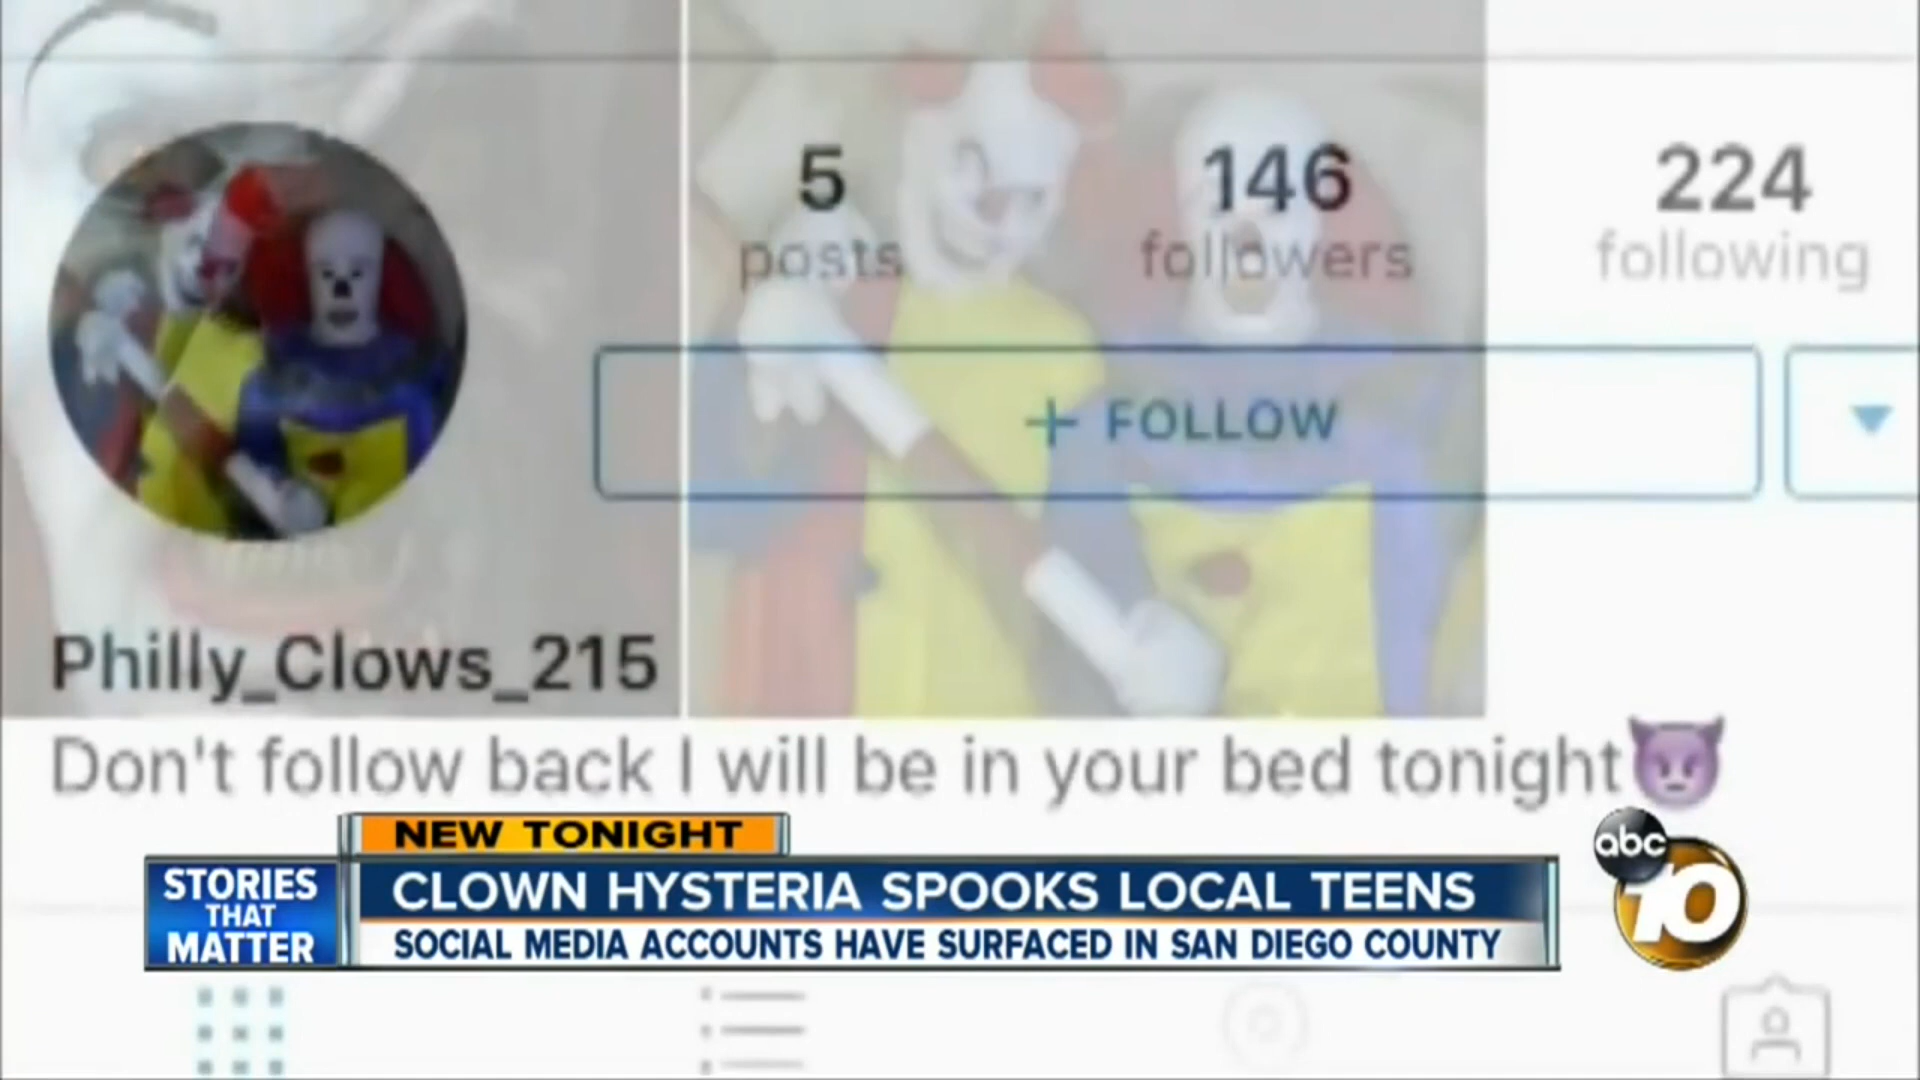 5 146 224
posts followers following
+ FOLLOW
Philly_Clows_215
Don't follow back I will be in your bed tonight😈
NEW TONIGHT
STORIES THAT MATTER
CLOWN HYSTERIA SPOOKS LOCAL TEENS
SOCIAL MEDIA ACCOUNTS HAVE SURFACED IN SAN DIEGO COUNTY
abc
10